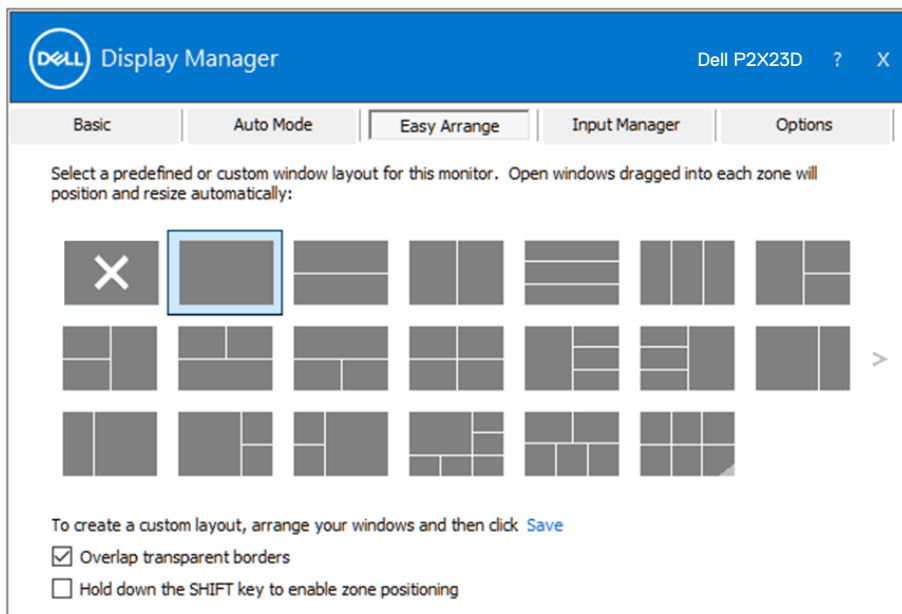 DELL Display Manager Dell P2X23D ? X
Basic Auto Mode Easy Arrange Input Manager Options
Select a predefined or custom window layout for this monitor. Open windows dragged into each zone will
position and resize automatically:
>
To create a custom layout, arrange your windows and then click Save
Overlap transparent borders
Hold down the SHIFT key to enable zone positioning